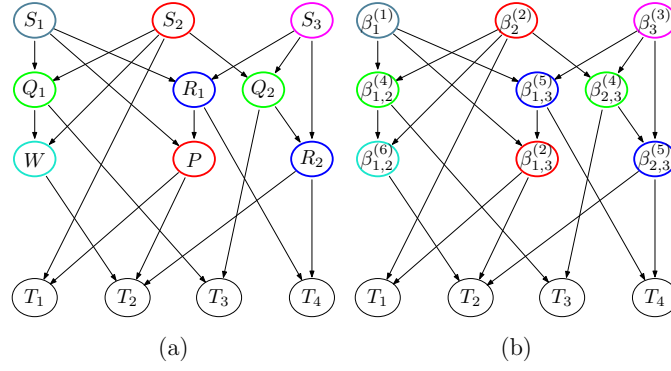 S₁ S₂ S₃ β₁⁽¹⁾ β₂⁽²⁾ β₃⁽³⁾
Q₁ R₁ Q₂ β₁,₂⁽⁴⁾ β₁,₃⁽⁵⁾ β₂,₃⁽⁴⁾
W P R₂ β₁,₂⁽⁶⁾ β₁,₃⁽²⁾ β₂,₃⁽⁵⁾
T₁ T₂ T₃ T₄ T₁ T₂ T₃ T₄
(a) (b)